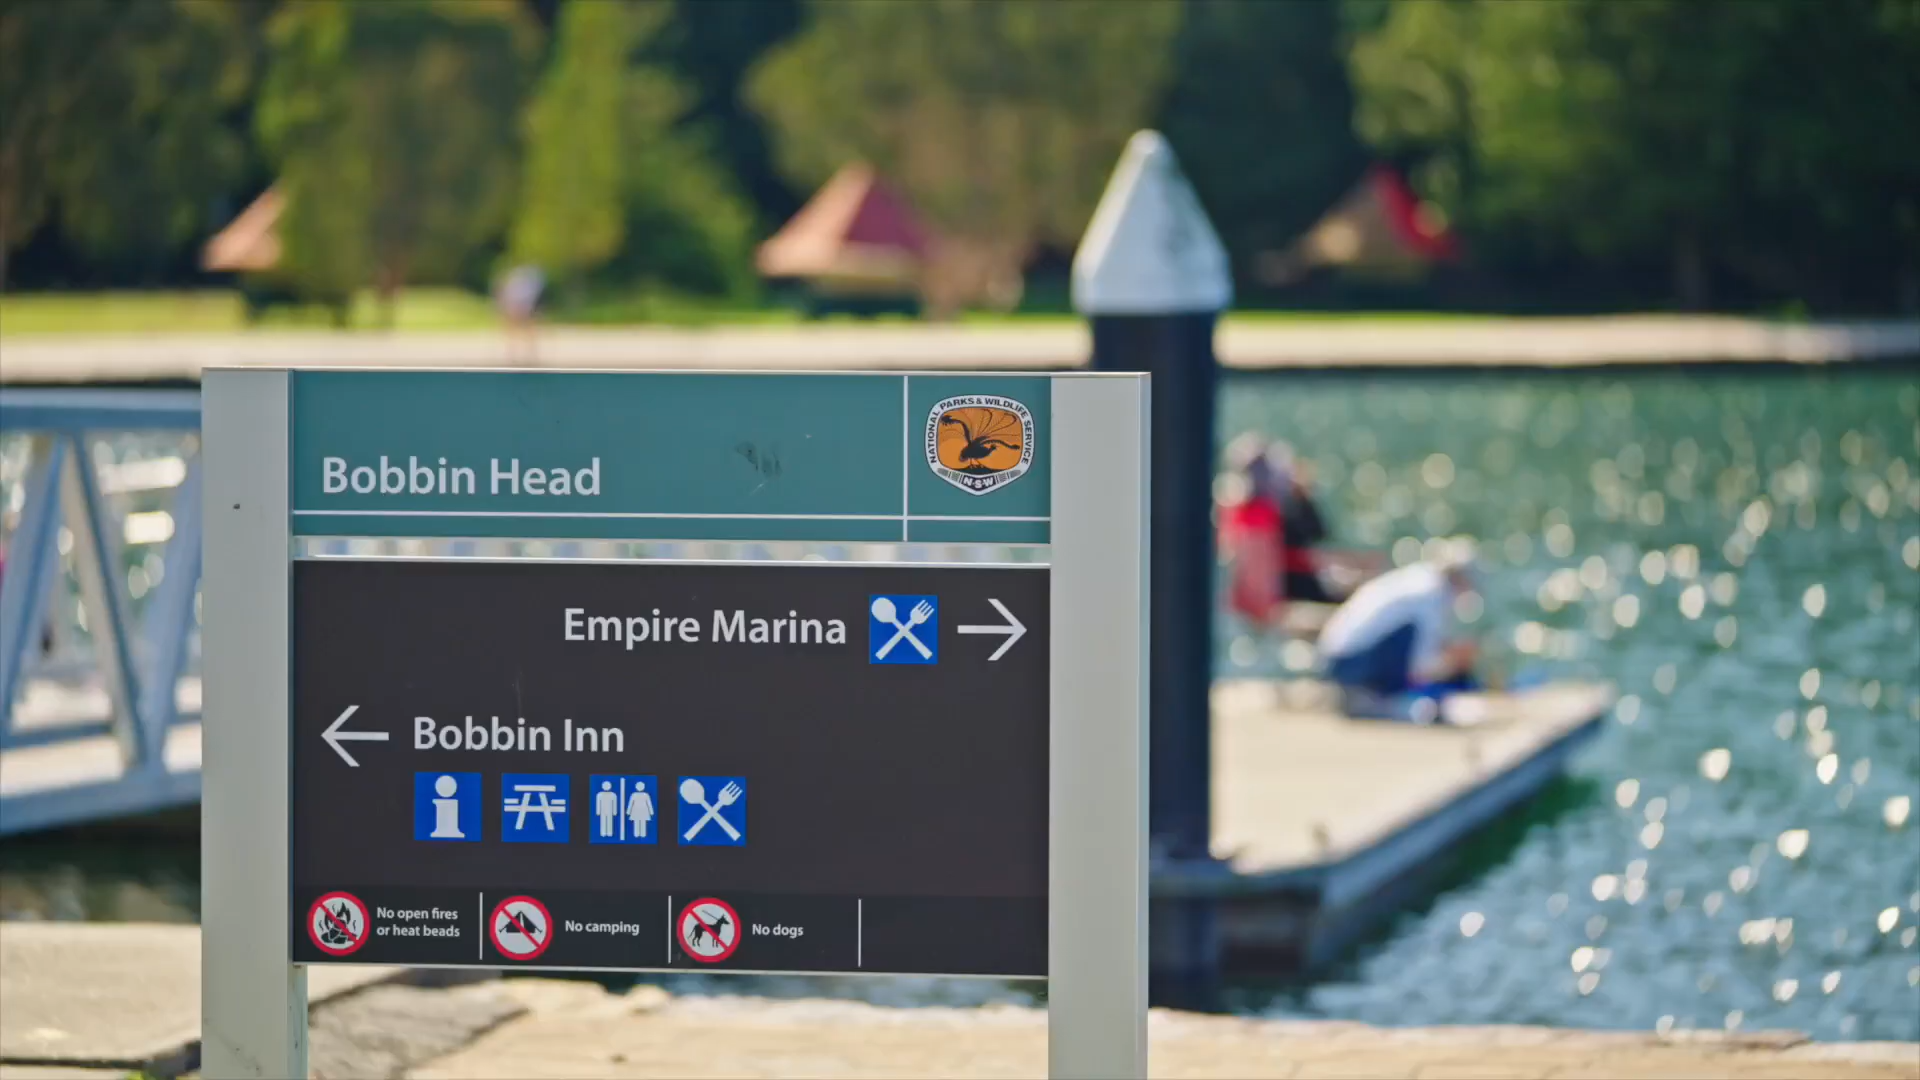 Bobbin Head
NATIONAL PARKS & WILDLIFE SERVICE
N·S·W
Empire Marina
Bobbin Inn
No open fires
or heat beads
No camping
No dogs